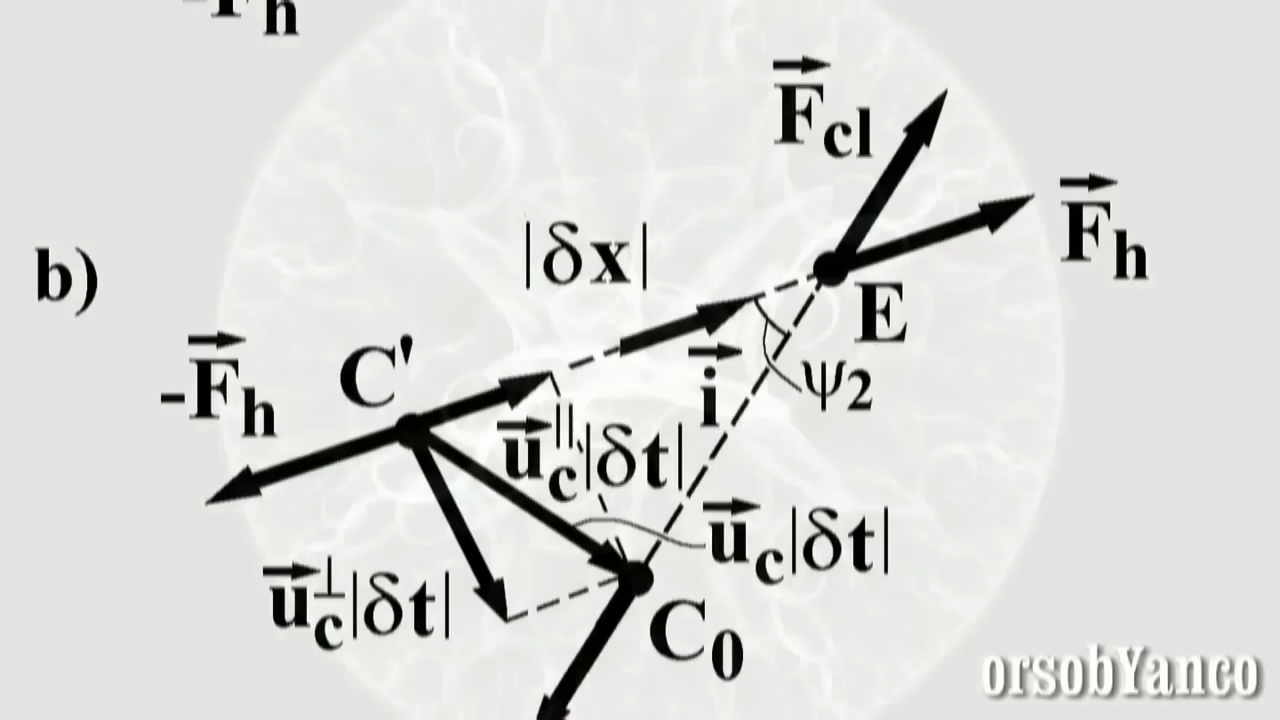 -F⃗h
F⃗cl
F⃗h
b)
|δx|
E
C'
-F⃗h
i⃗
ψ2
u⃗c‖|δt|
u⃗c|δt|
u⃗c⊥|δt|
C0
orsobYanco